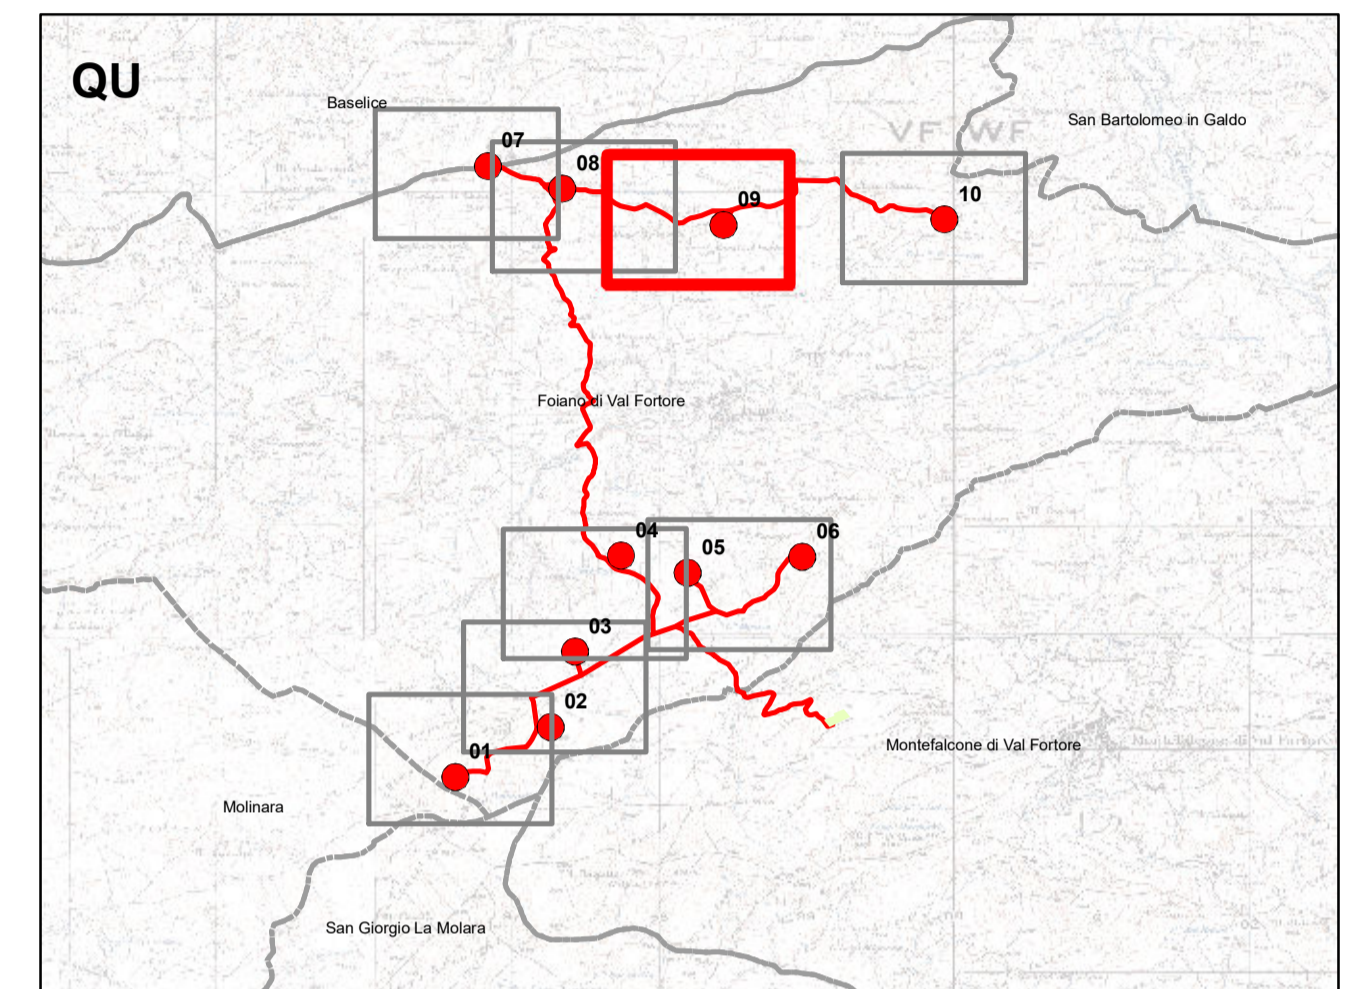 QU
Baselice
San Bartolomeo in Galdo
VF WF
07
08
09
10
Foiano di Val Fortore
04
05
06
03
02
01
Montefalcone di Val Fortore
Molinara
San Giorgio La Molara